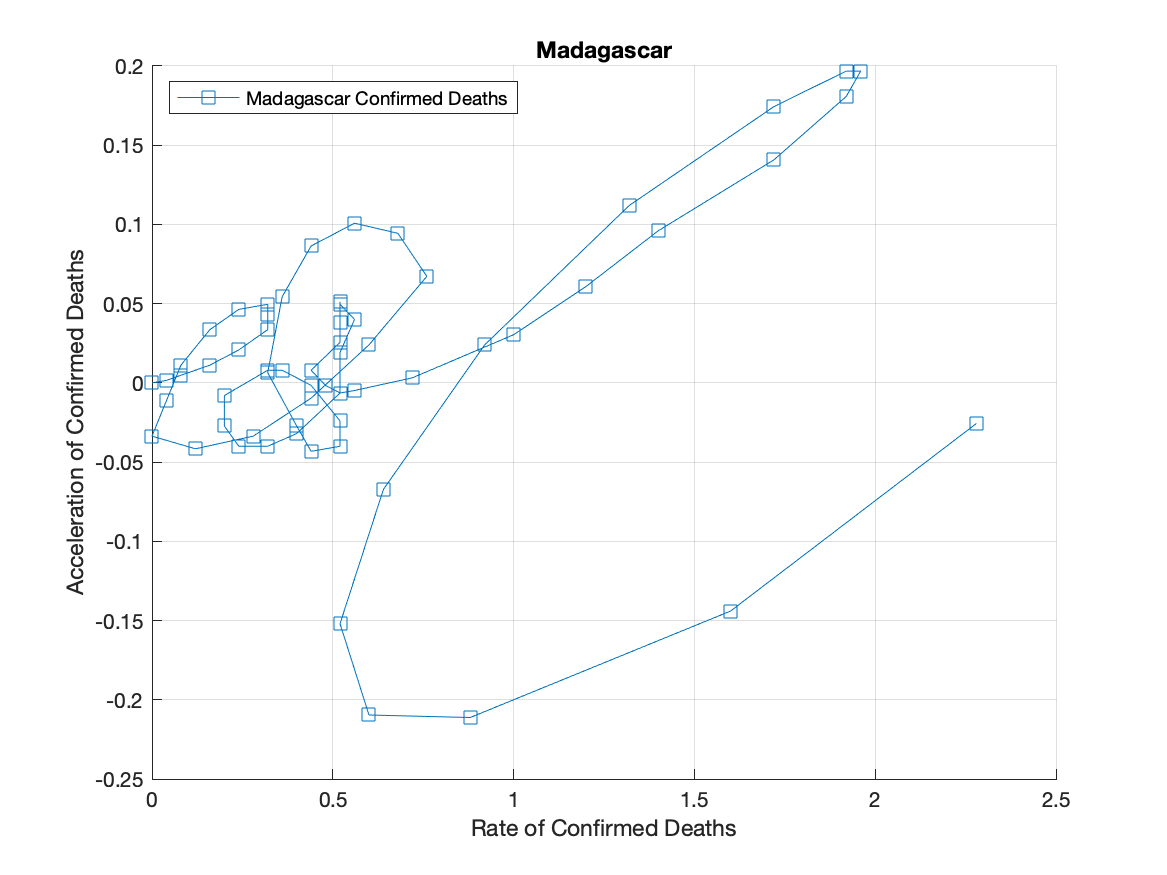 Madagascar
Madagascar Confirmed Deaths
0.2
0.15
0.1
0.05
0
-0.05
-0.1
-0.15
-0.2
-0.25
Acceleration of Confirmed Deaths
0 0.5 1 1.5 2 2.5
Rate of Confirmed Deaths